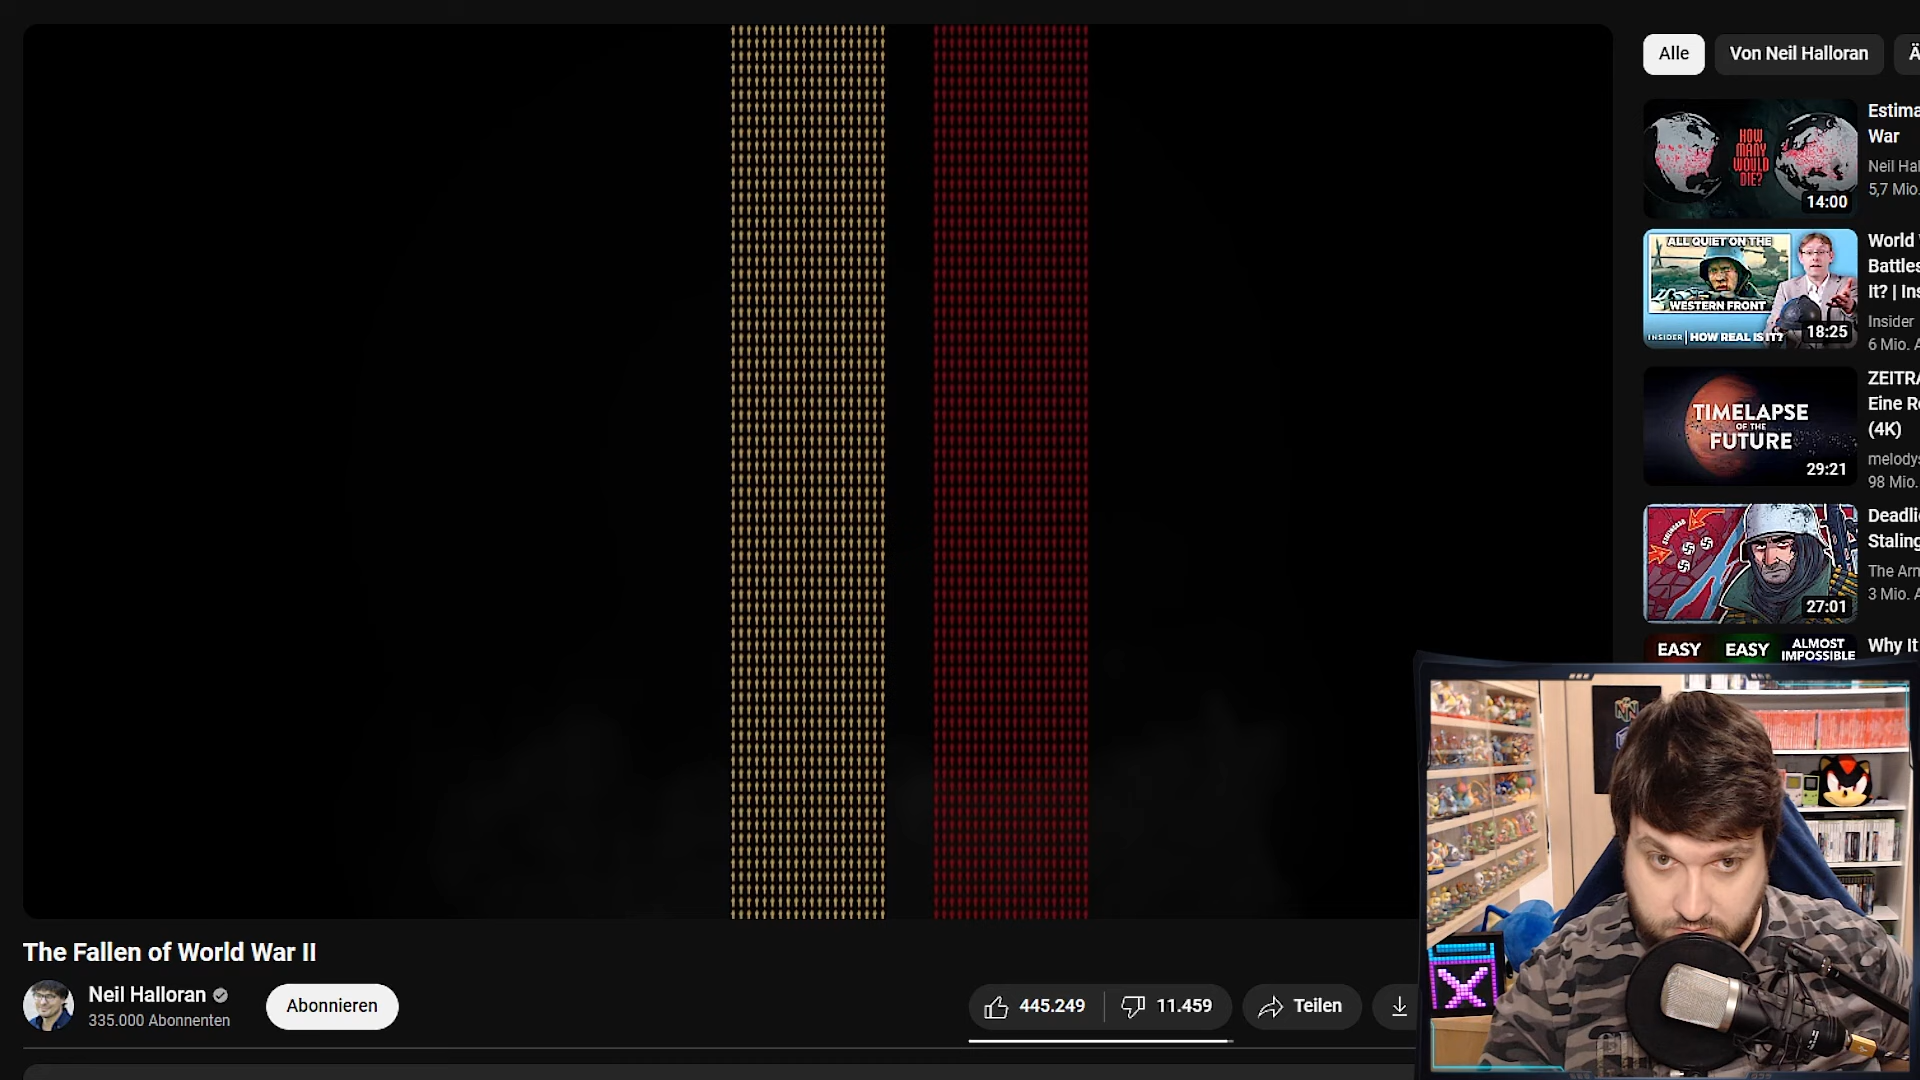 Alle
Von Neil Halloran
Ä
HOW
MANY
WOULD
DIE?
14:00
Estima
War
Neil Hal
5,7 Mio.
ALL QUIET ON THE
WESTERN FRONT
INSIDER | HOW REAL IS IT?
18:25
World
Battles
It? | Ins
Insider
6 Mio. A
TIMELAPSE
OF THE
FUTURE
29:21
ZEITRA
Eine Re
(4K)
melodys
98 Mio.
STALINGRAD
27:01
Deadlie
Staling
The Arm
3 Mio. A
EASY
EASY
ALMOST
IMPOSSIBLE
Why It
The Fallen of World War II
Neil Halloran
335.000 Abonnenten
Abonnieren
445.249
11.459
Teilen